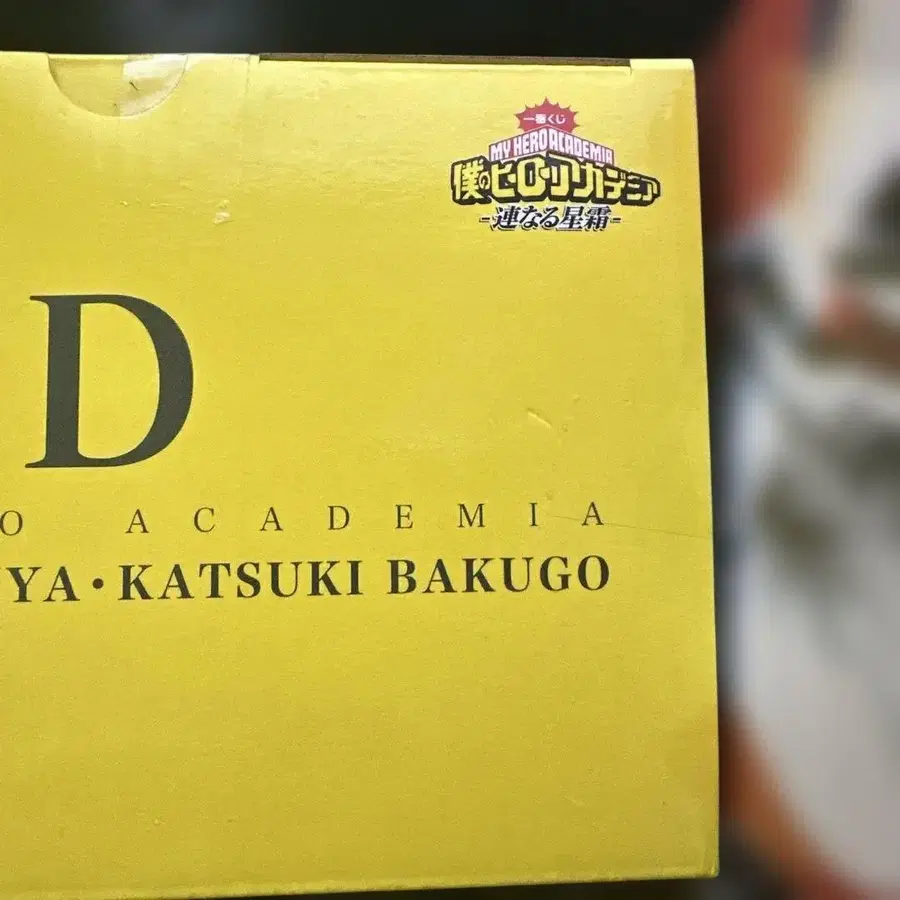 一番くじ
MY HERO ACADEMIA
僕のヒーローアカデミア
-連なる星霜-
D
O ACADEMIA
YA・KATSUKI BAKUGO